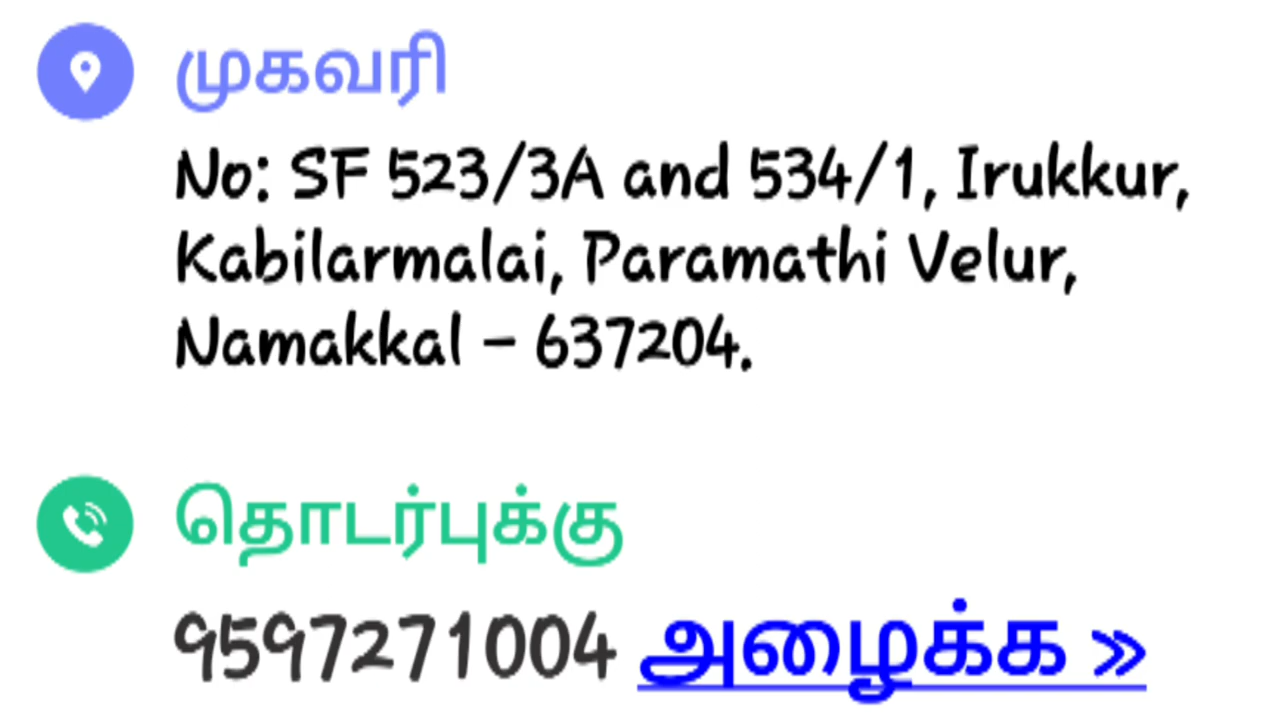 முகவரி
No: SF 523/3A and 534/1, Irukkur,
Kabilarmalai, Paramathi Velur,
Namakkal – 637204.
தொடர்புக்கு
9597271004 அழைக்க »